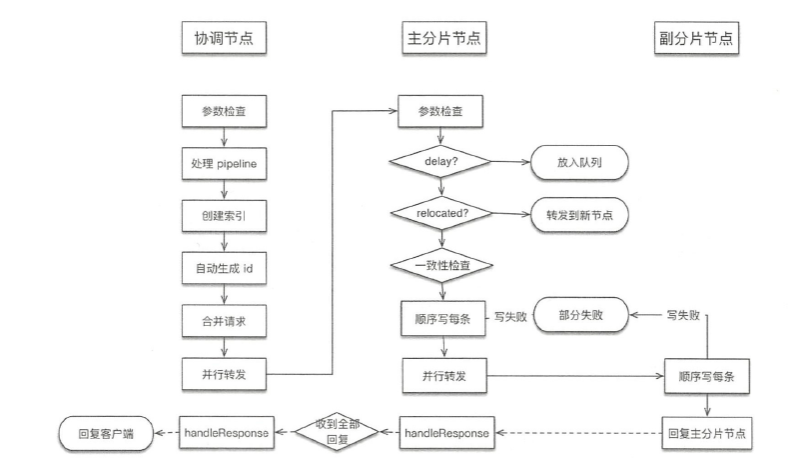 协调节点
主分片节点
副分片节点
参数检查
处理 pipeline
创建索引
自动生成 id
合并请求
并行转发
参数检查
delay?
放入队列
relocated?
转发到新节点
一致性检查
顺序写每条
写失败
部分失败
写失败
并行转发
顺序写每条
回复主分片节点
handleResponse
收到全部
回复
handleResponse
回复客户端